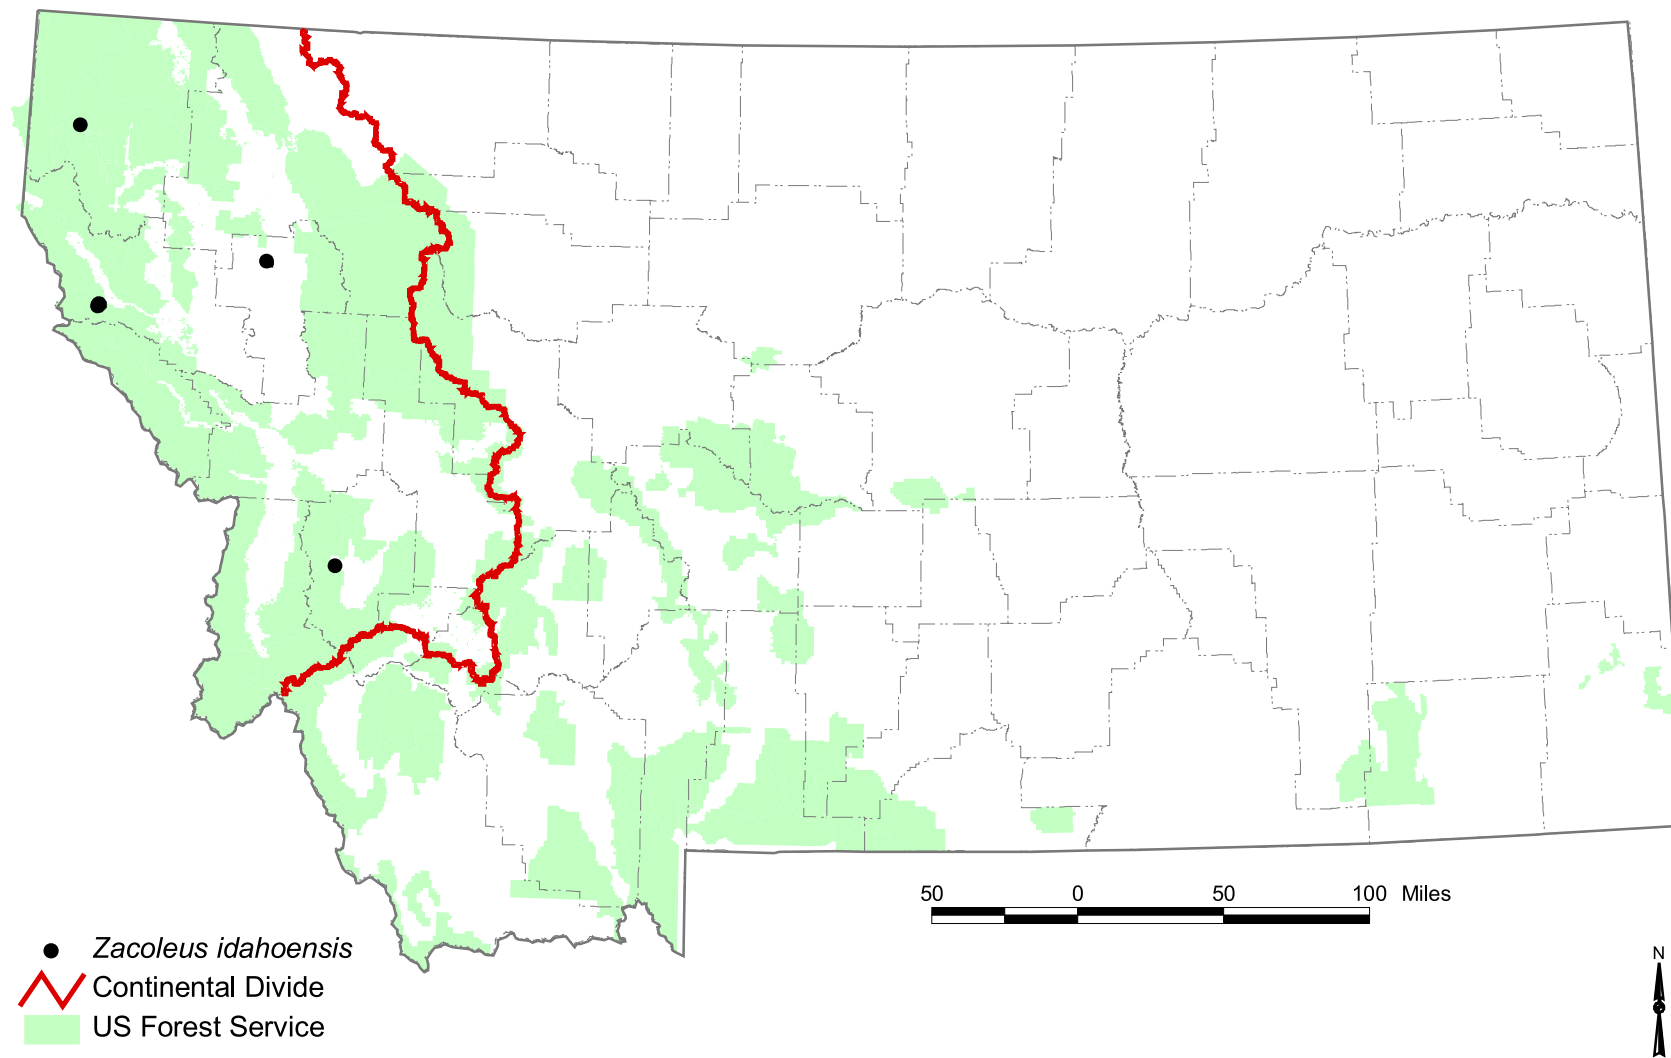 50 0 50 100 Miles
Zacoleus idahoensis
Continental Divide
US Forest Service
N